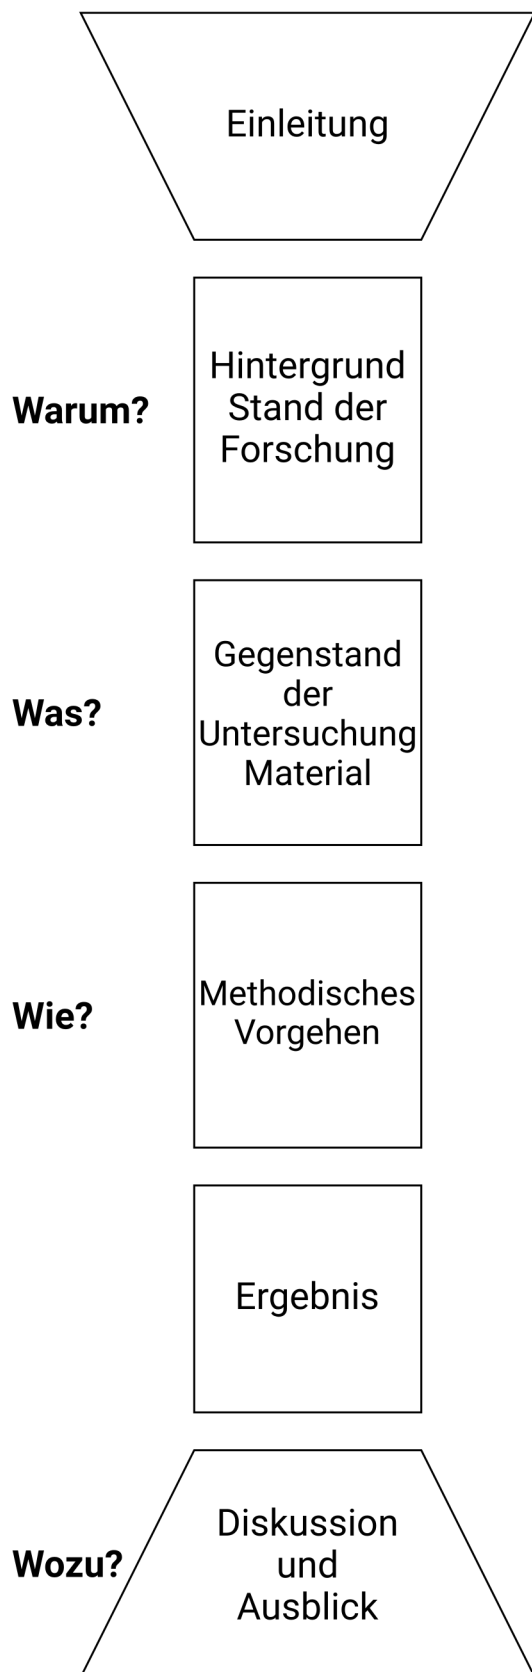 Einleitung
Warum?
Hintergrund
Stand der
Forschung
Was?
Gegenstand
der
Untersuchung
Material
Wie?
Methodisches
Vorgehen
Ergebnis
Wozu?
Diskussion
und
Ausblick